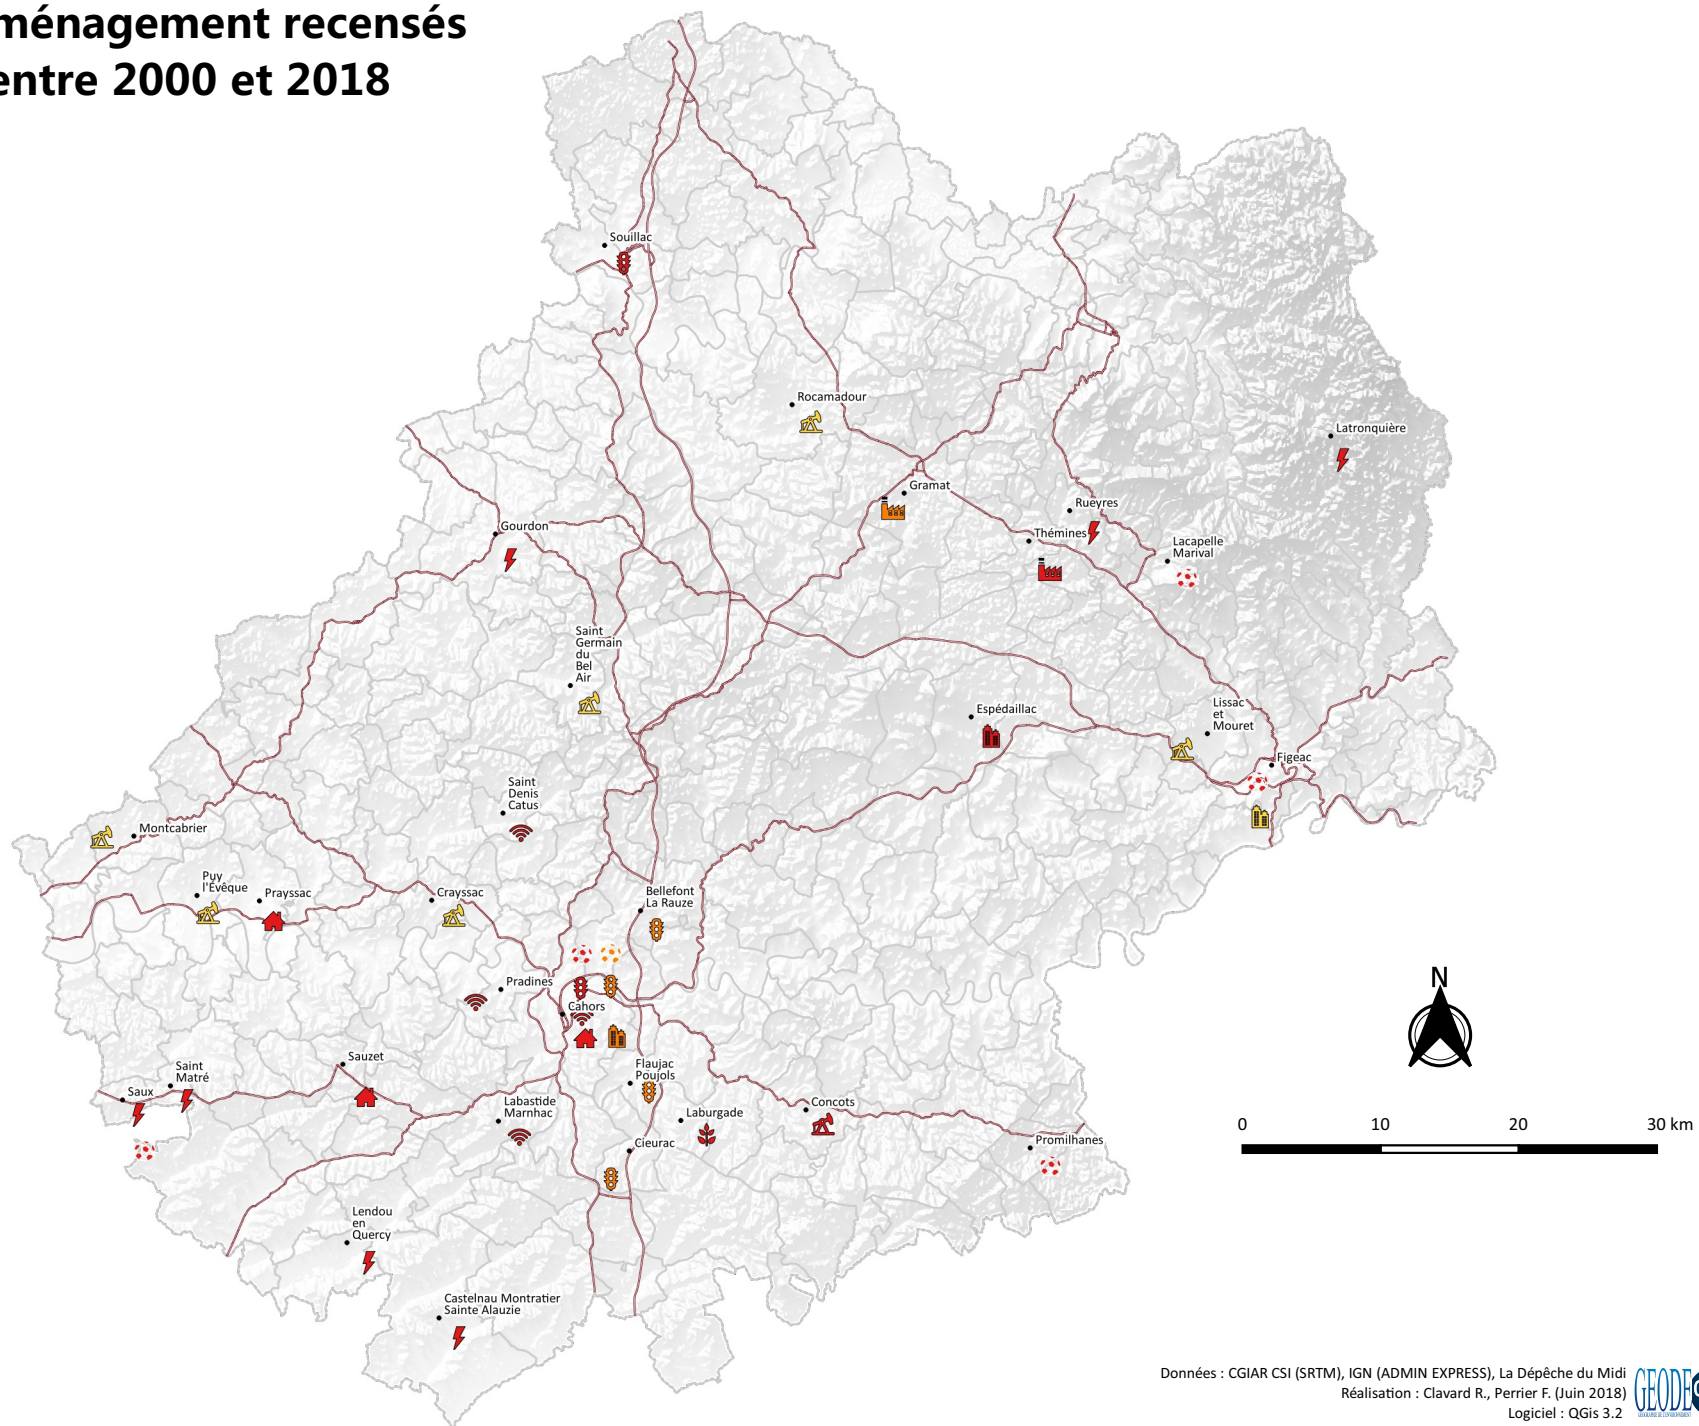 ménagement recensés
entre 2000 et 2018
Souillac
Rocamadour
Latronquière
Gramat
Rueyres
Gourdon
Thémines
Lacapelle
Marival
Saint
Germain
du
Bel
Air
Espédaillac
Lissac
et
Mouret
Figeac
Saint
Denis
Catus
Montcabrier
Puy
l'Evêque
Prayssac
Crayssac
Bellefont
La Rauze
Pradines
Cahors
N
Sauzet
Saint
Matré
Saux
Flaujac
Poujols
Labastide
Marnhac
Laburgade
Concots
Cieurac
Promilhanes
0 10 20 30 km
Lendou
en
Quercy
Castelnau Montratier
Sainte Alauzie
Données : CGIAR CSI (SRTM), IGN (ADMIN EXPRESS), La Dépêche du Midi
Réalisation : Clavard R., Perrier F. (Juin 2018)
Logiciel : QGis 3.2
GEODE